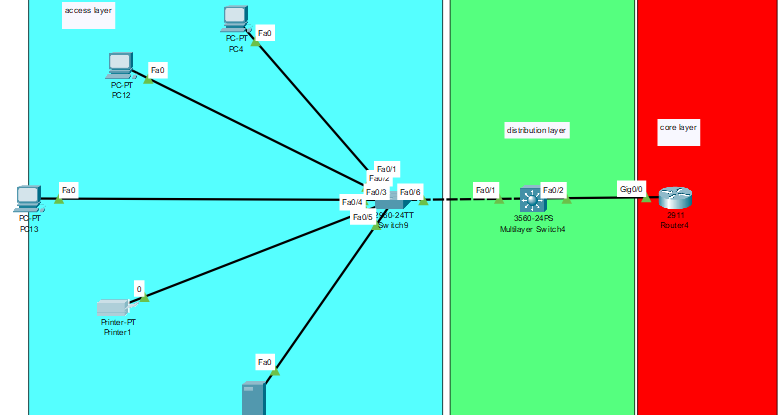 access layer
Fa0
PC-PT
PC4
Fa0
PC-PT
PC12
Fa0
PC-PT
PC13
Fa0/1
Fa0/2
Fa0/3
Fa0/4
Fa0/5
Fa0/6
2950-24TT
Switch9
0
Printer-PT
Printer1
Fa0
distribution layer
Fa0/1
Fa0/2
3560-24PS
Multilayer Switch4
core layer
Gig0/0
2911
Router4